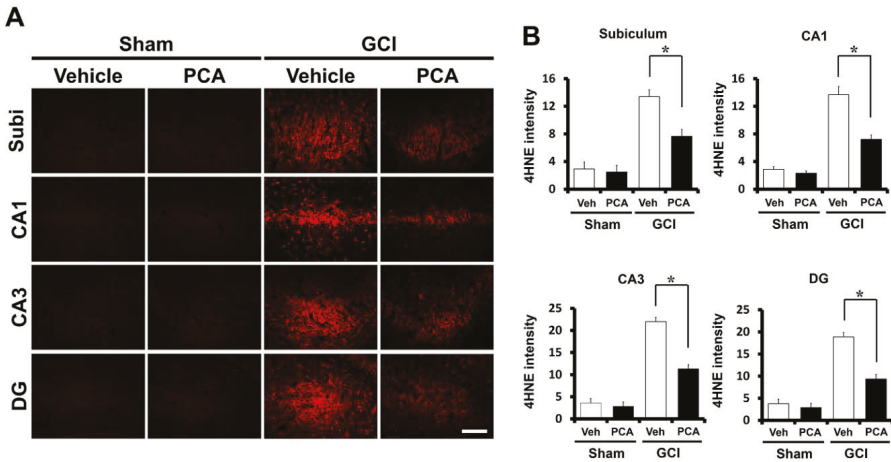 A
Sham GCI
Vehicle PCA Vehicle PCA
Subi
CA1
CA3
DG
B
Subiculum
4HNE intensity
16
12
8
4
0
Veh PCA Veh PCA
Sham GCI
*
CA1
4HNE intensity
16
12
8
4
0
Veh PCA Veh PCA
Sham GCI
*
CA3
4HNE intensity
25
20
15
10
5
0
Veh PCA Veh PCA
Sham GCI
*
DG
4HNE intensity
25
20
15
10
5
0
Veh PCA Veh PCA
Sham GCI
*